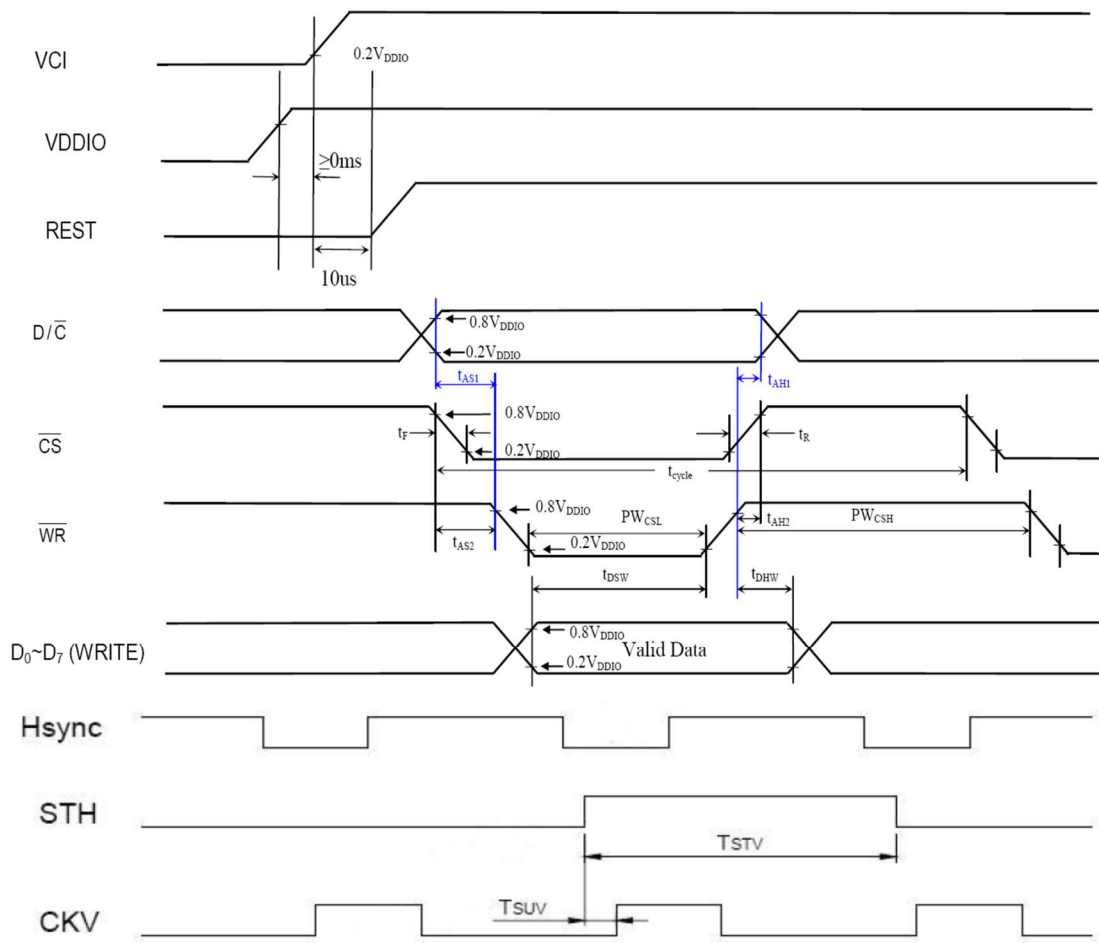 VCI
0.2VDDIO
VDDIO
≥0ms
REST
10us
D/C̅
0.8VDDIO
0.2VDDIO
tAS1
tAH1
C̅S̅
0.8VDDIO
tF
0.2VDDIO
tR
tcycle
W̅R̅
0.8VDDIO
PWCSL
tAH2
PWCSH
tAS2
0.2VDDIO
tDSW
tDHW
D0~D7 (WRITE)
0.8VDDIO
Valid Data
0.2VDDIO
Hsync
STH
TSTV
TSUV
CKV